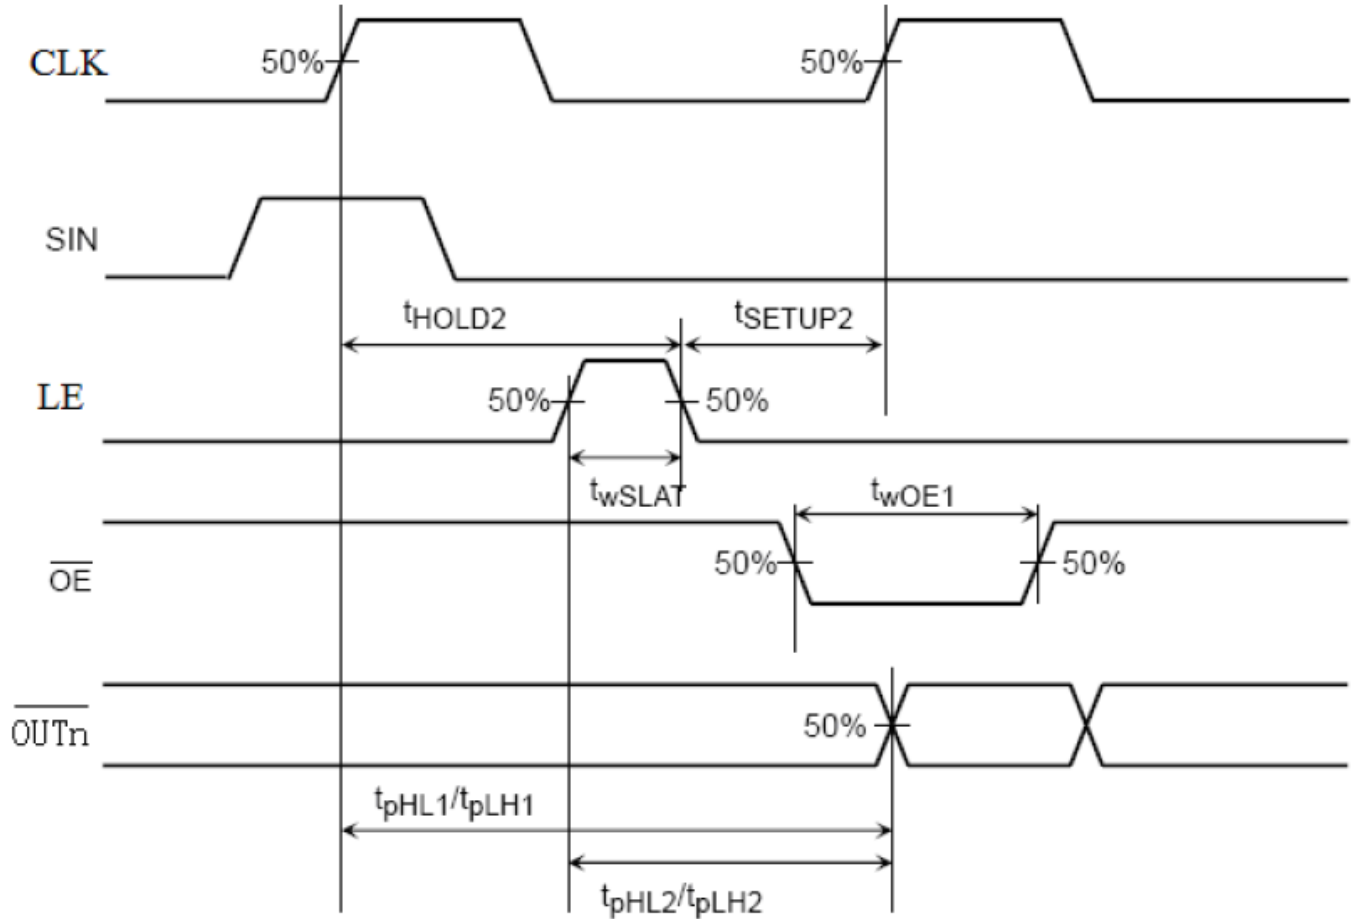 CLK
50%
50%
SIN
tHOLD2
tSETUP2
LE
50%
50%
twSLAT
twOE1
OE
50%
50%
OUTn
50%
tpHL1/tpLH1
tpHL2/tpLH2